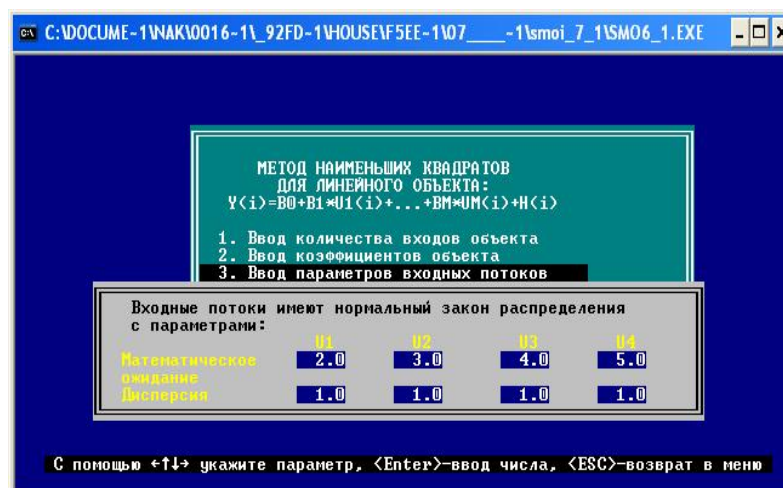 C:\DOCUME~1\NAK\0016~1\_92FD~1\HOUSE\F5EE~1\07____~1\smoi_7_1\SMO6_1.EXE
МЕТОД НАИМЕНЬШИХ КВАДРАТОВ
ДЛЯ ЛИНЕЙНОГО ОБЪЕКТА:
Y(i)=B0+B1*U1(i)+...+BM*UM(i)+H(i)
1. Ввод количества входов объекта
2. Ввод коэффициентов объекта
3. Ввод параметров входных потоков
Входные потоки имеют нормальный закон распределения
с параметрами:
U1 U2 U3 U4
Математическое 2.0 3.0 4.0 5.0
ожидание
Дисперсия 1.0 1.0 1.0 1.0
С помощью ←↑↓→ укажите параметр, <Enter>-ввод числа, <ESC>-возврат в меню